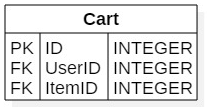 Cart
PK ID INTEGER
FK UserID INTEGER
FK ItemID INTEGER